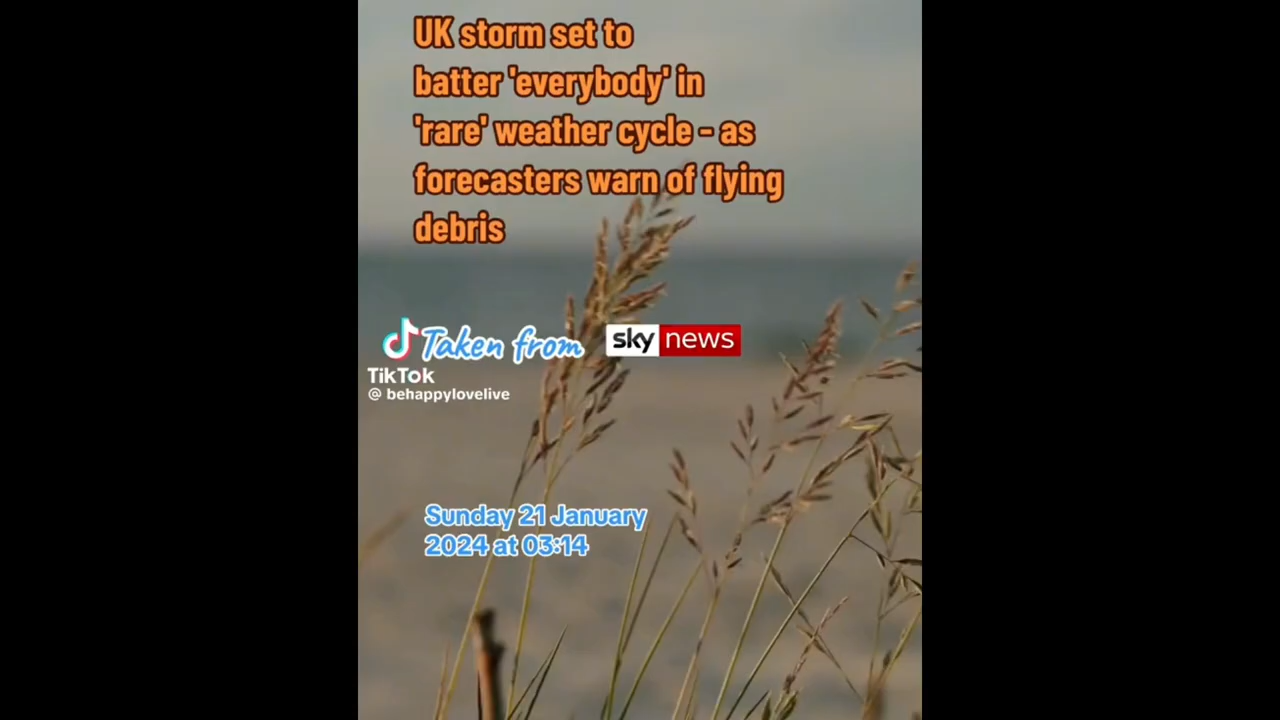 UK storm set to
batter 'everybody' in
'rare' weather cycle - as
forecasters warn of flying
debris
Taken from sky news
TikTok
@ behappylovelive
Sunday 21 January
2024 at 03:14